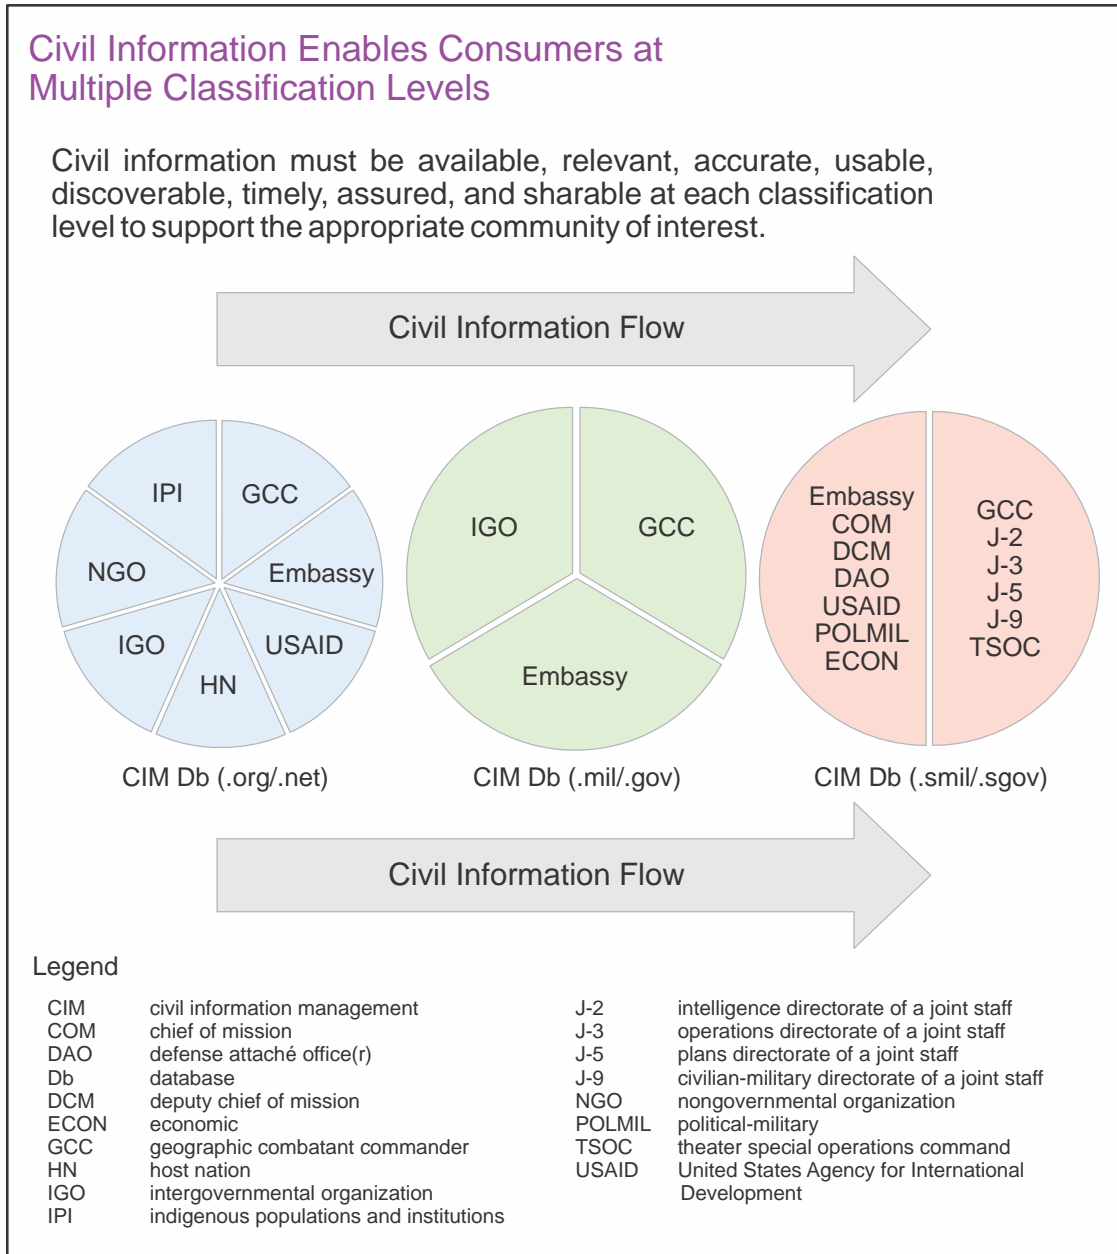 Civil Information Enables Consumers at
Multiple Classification Levels
Civil information must be available, relevant, accurate, usable,
discoverable, timely, assured, and sharable at each classification
level to support the appropriate community of interest.
Civil Information Flow
IPI
GCC
NGO
Embassy
IGO
USAID
HN
CIM Db (.org/.net)
IGO
GCC
Embassy
CIM Db (.mil/.gov)
Embassy
COM
DCM
DAO
USAID
POLMIL
ECON
GCC
J-2
J-3
J-5
J-9
TSOC
CIM Db (.smil/.sgov)
Civil Information Flow
Legend
CIM civil information management
COM chief of mission
DAO defense attaché office(r)
Db database
DCM deputy chief of mission
ECON economic
GCC geographic combatant commander
HN host nation
IGO intergovernmental organization
IPI indigenous populations and institutions
J-2 intelligence directorate of a joint staff
J-3 operations directorate of a joint staff
J-5 plans directorate of a joint staff
J-9 civilian-military directorate of a joint staff
NGO nongovernmental organization
POLMIL political-military
TSOC theater special operations command
USAID United States Agency for International
Development